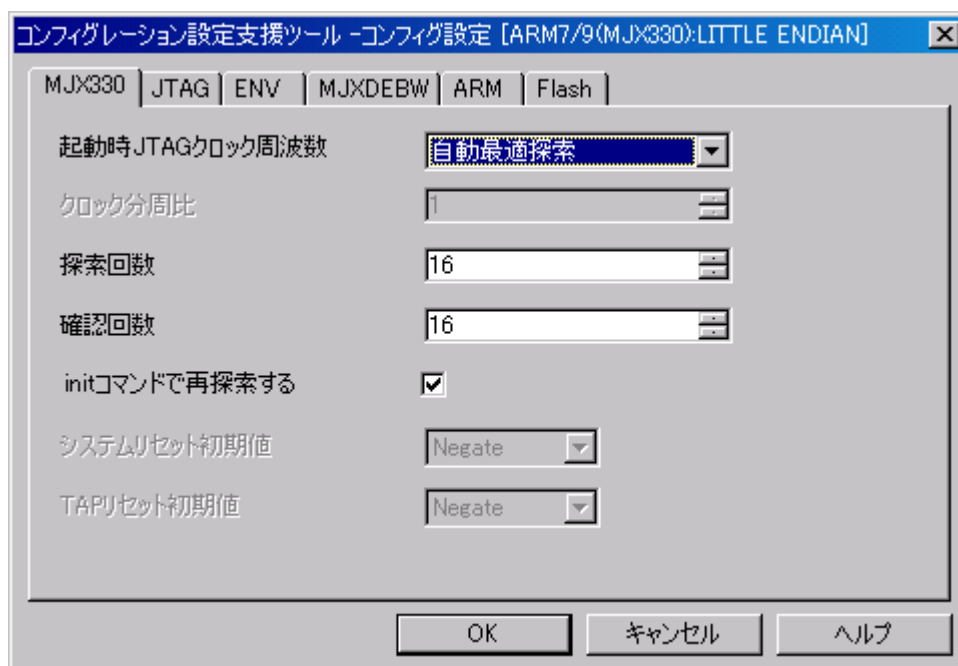 コンフィグレーション設定支援ツール -コンフィグ設定 [ARM7/9(MJX330):LITTLE ENDIAN]
MJX330 JTAG ENV MJXDEBW ARM Flash
起動時JTAGクロック周波数 自動最適探索
クロック分周比 1
探索回数 16
確認回数 16
initコマンドで再探索する
システムリセット初期値 Negate
TAPリセット初期値 Negate
OK キャンセル ヘルプ